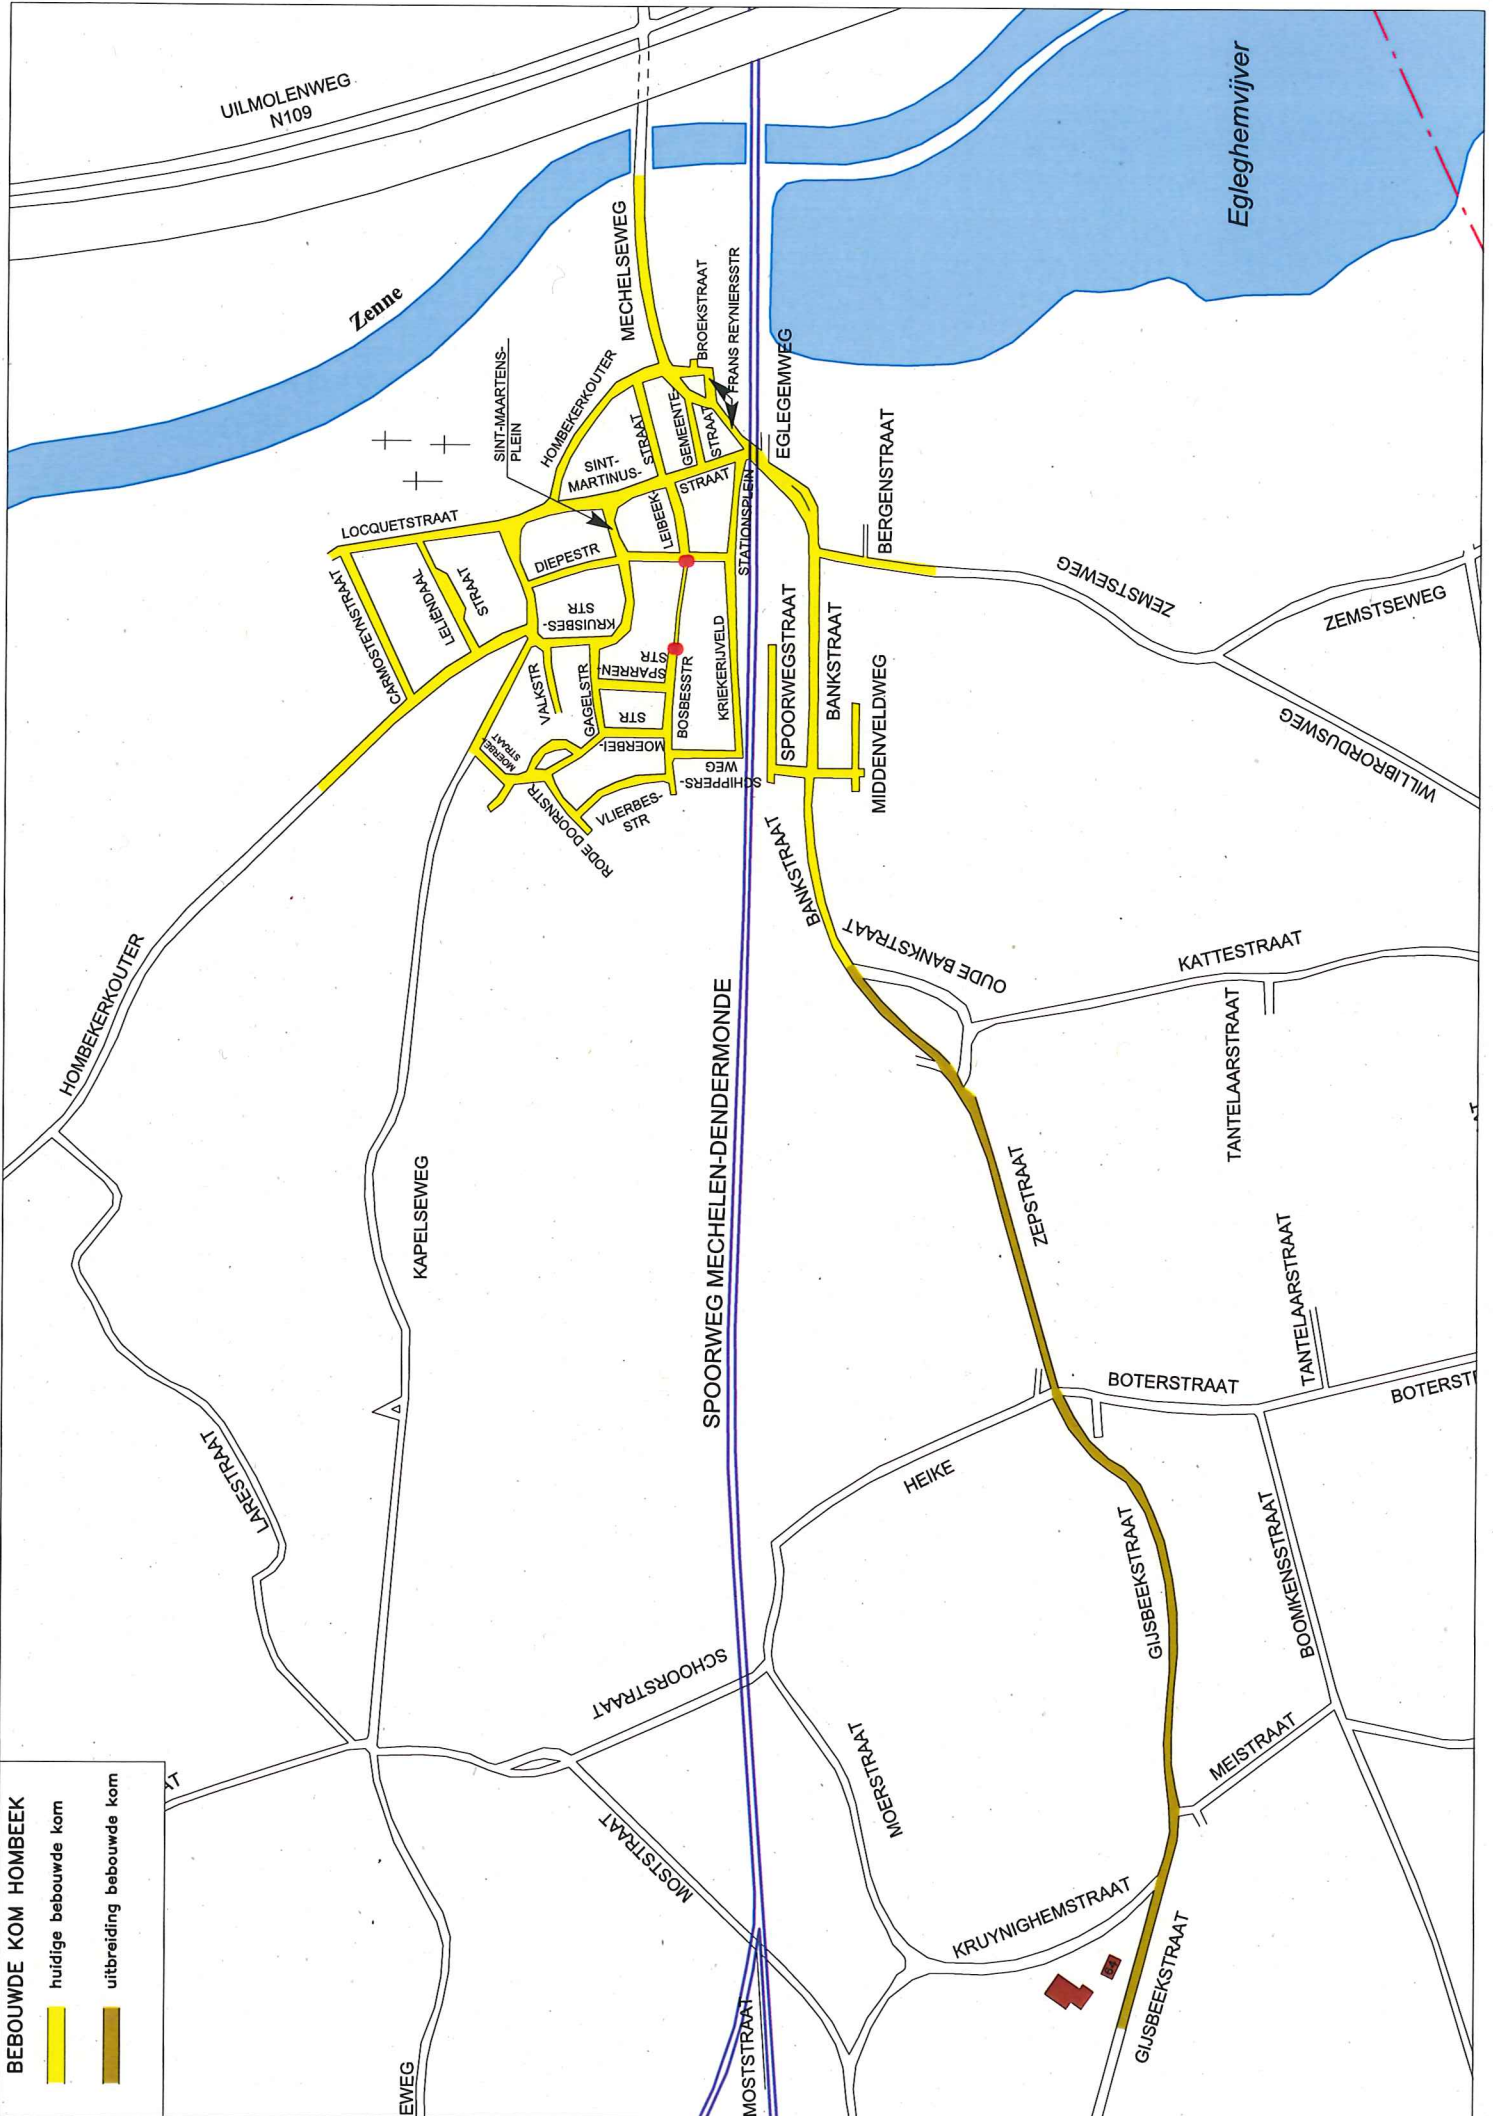 UILMOLENWEG
N109
Egleghemvijver
Zenne
MECHELSEWEG
BROEKSTRAAT
FRANS REYNIERSSTR
EGLEGEMWEG
SINT-MAARTENS-
PLEIN
HOMBEKERKOUTER
SINT-
MARTINUS-
STRAAT
STRAAT
GEMEENTE-
STRAAT
LOCQUETSTRAAT
LEIBEEK-
STATIONSPLEIN
BERGENSTRAAT
DIEPESTR
CARMOSTEYNSTRAAT
LELIËNDAAL
STRAAT
KRUISBES-
STR
SPARREN-
STR
VALKSTR
GAGELSTR
MOERBEI-
STR
BOSBESSTR
KRIEKERIJVELD
MOERBEI-
STRAAT
SCHIPPERS-
WEG
VLIERBES-
STR
RODE DOORNSTR
SPOORWEGSTRAAT
BANKSTRAAT
MIDDENVELDWEG
ZEMSTSEWEG
ZEMSTSEWEG
WILLIBRORDUSWEG
BANKSTRAAT
OUDE BANKSTRAAT
KATTESTRAAT
TANTELAARSTRAAT
HOMBEKERKOUTER
KAPELSEWEG
SPOORWEG MECHELEN-DENDERMONDE
ZEPSTRAAT
TANTELAARSTRAAT
BOTERSTRAAT
BOTERST
LARESTRAAT
HEIKE
GIJSBEEKSTRAAT
BOOMKENSSTRAAT
SCHOORSTRAAT
MOERSTRAAT
MEISTRAAT
MOSTSTRAAT
KRUYNIGHEMSTRAAT
64
GIJSBEEKSTRAAT
MOSTSTRAAT
EWEG
AT
BEBOUWDE KOM HOMBEEK
huidige bebouwde kom
uitbreiding bebouwde kom